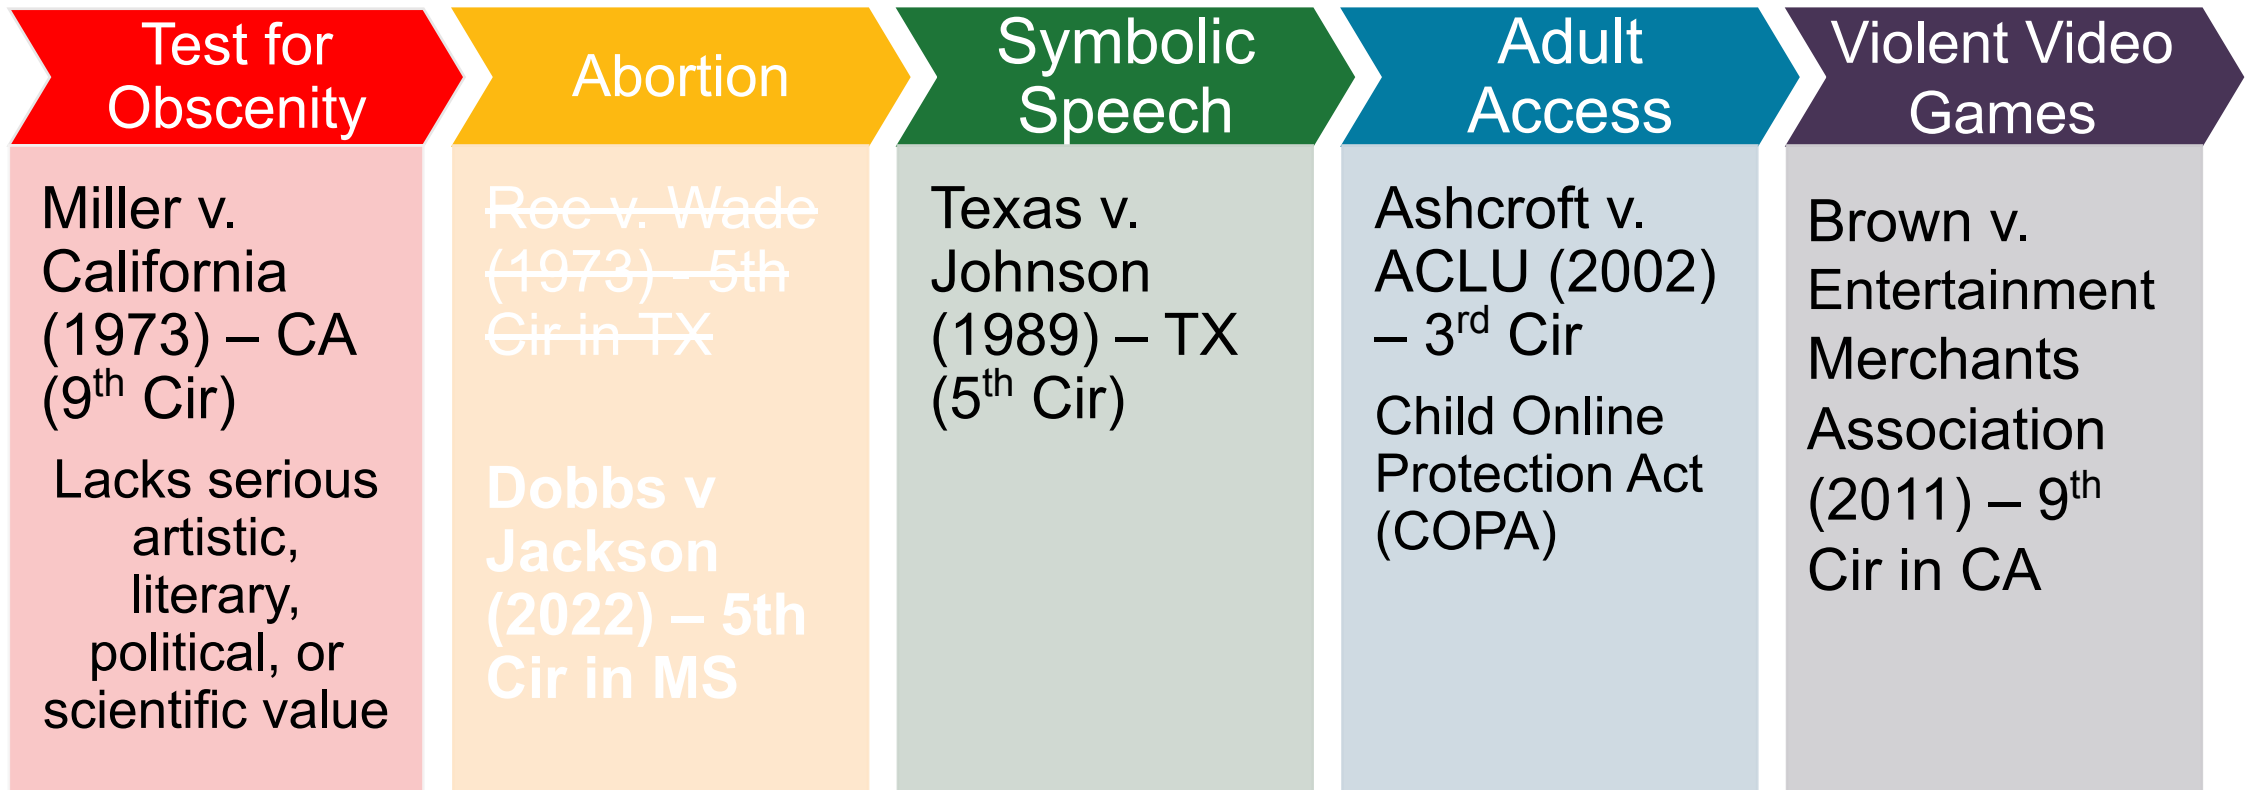 Test for
Obscenity
Miller v.
California
(1973) – CA
(9th Cir)
Lacks serious
artistic,
literary,
political, or
scientific value
Abortion
Roe v. Wade
(1973) - 5th
Cir in TX
Dobbs v
Jackson
(2022) – 5th
Cir in MS
Symbolic
Speech
Texas v.
Johnson
(1989) – TX
(5th Cir)
Adult
Access
Ashcroft v.
ACLU (2002)
– 3rd Cir
Child Online
Protection Act
(COPA)
Violent Video
Games
Brown v.
Entertainment
Merchants
Association
(2011) – 9th
Cir in CA